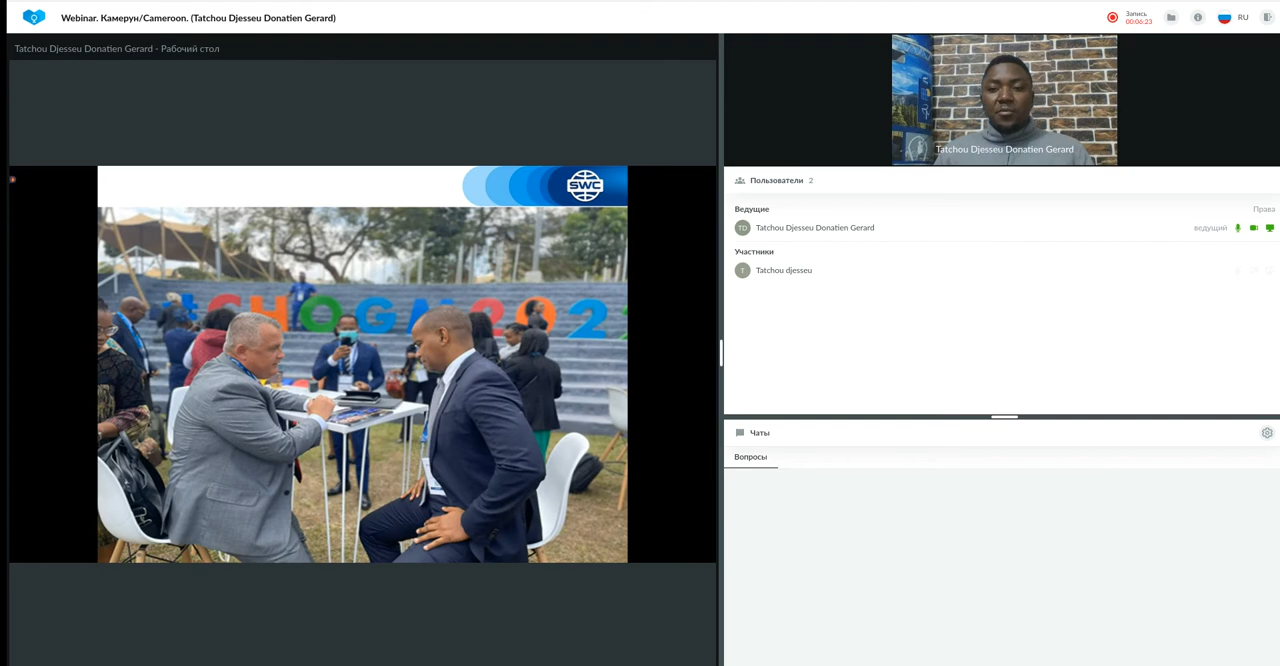 Webinar. Камерун/Cameroon. (Tatchou Djesseu Donatien Gerard)
Запись
00:06:23
RU
Tatchou Djesseu Donatien Gerard - Рабочий стол
SWC
#CHOGM2022
Tatchou Djesseu Donatien Gerard
Пользователи 2
Ведущие Права
TD Tatchou Djesseu Donatien Gerard ведущий
Участники
T Tatchou djesseu
Чаты
Вопросы